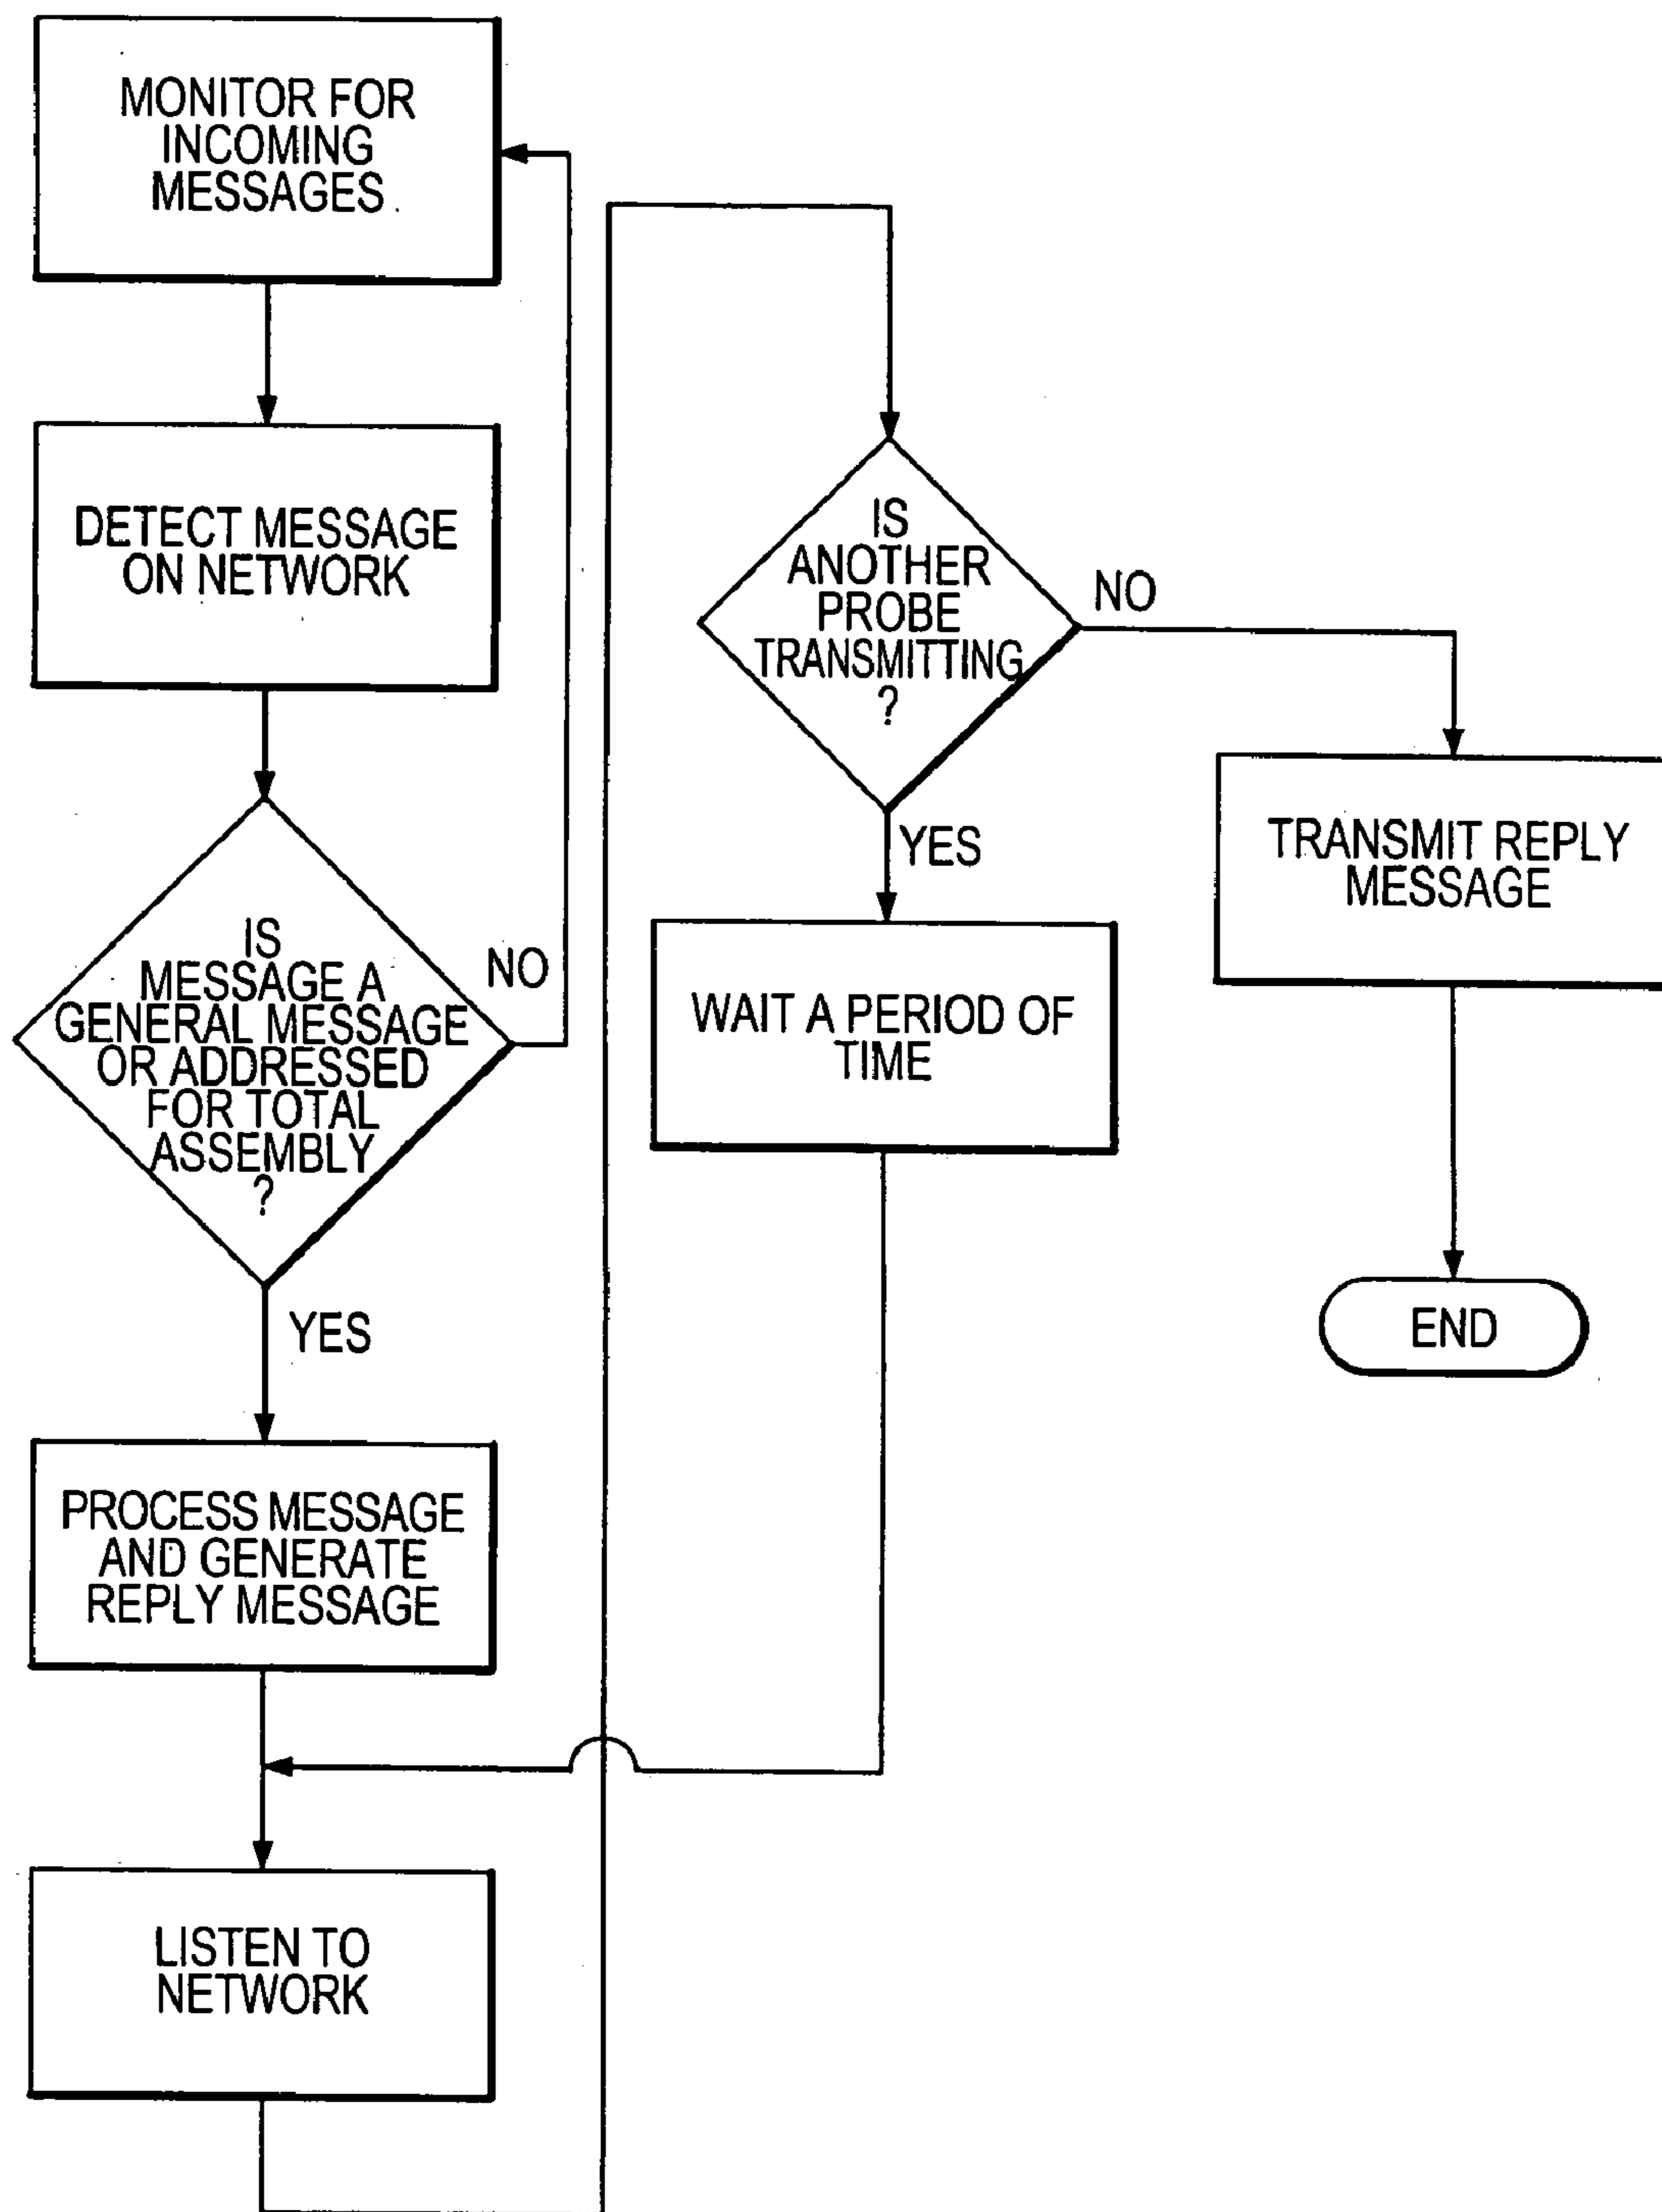 MONITOR FOR
INCOMING
MESSAGES
DETECT MESSAGE
ON NETWORK
IS
MESSAGE A
GENERAL MESSAGE
OR ADDRESSED
FOR TOTAL
ASSEMBLY
?
NO
YES
PROCESS MESSAGE
AND GENERATE
REPLY MESSAGE
LISTEN TO
NETWORK
IS
ANOTHER
PROBE
TRANSMITTING
?
NO
YES
WAIT A PERIOD OF
TIME
TRANSMIT REPLY
MESSAGE
END